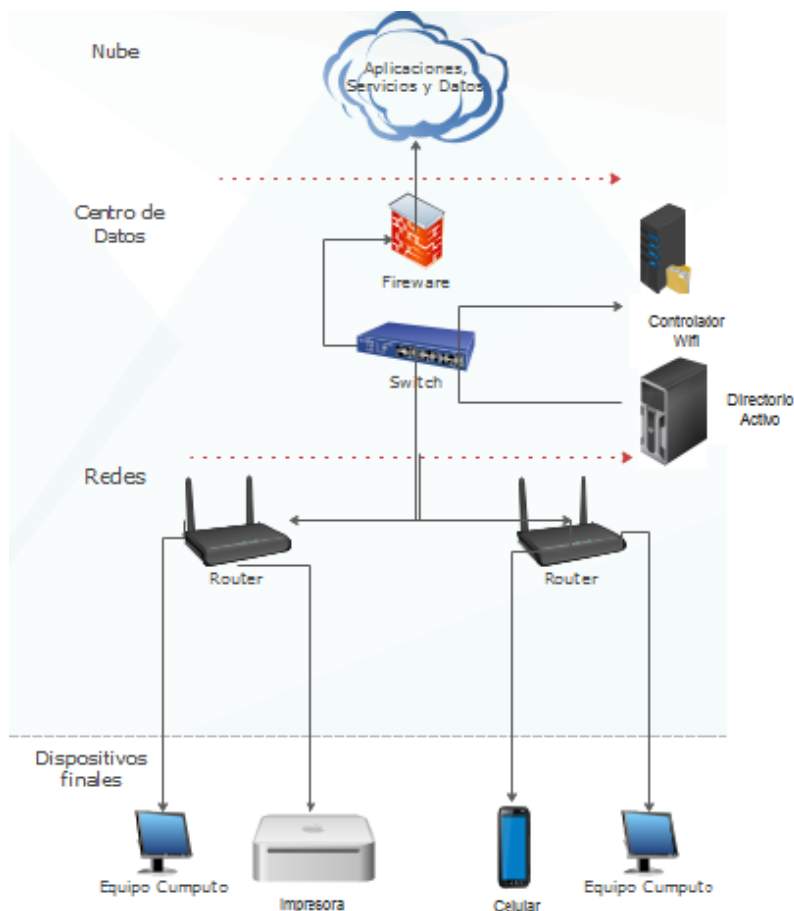 Nube
Aplicaciones,
Servicios y Datos
Centro de
Datos
Fireware
Controlador
Wifi
Switch
Directorio
Activo
Redes
Router
Router
Dispositivos
finales
Equipo Cumputo
Impresora
Celular
Equipo Cumputo